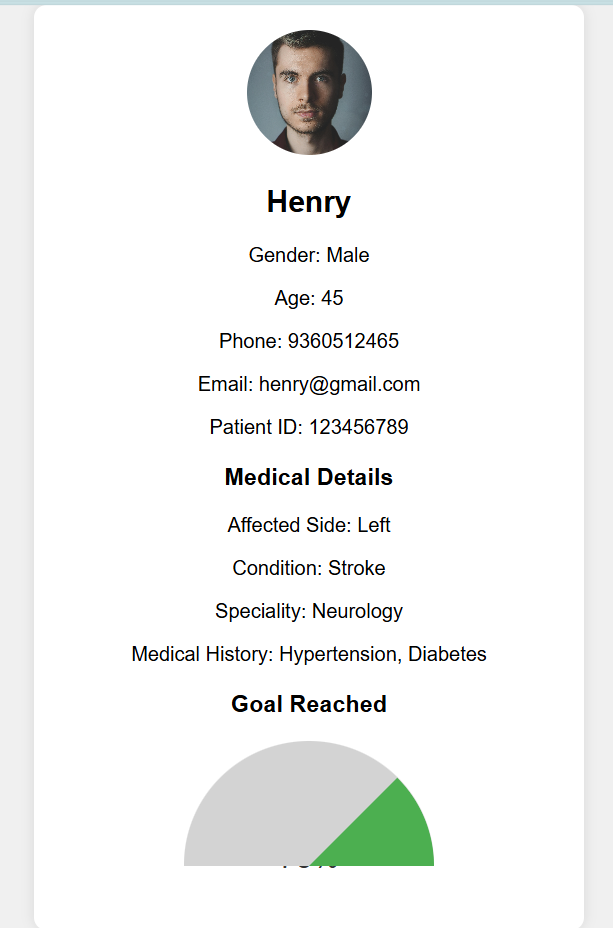 Henry
Gender: Male
Age: 45
Phone: 9360512465
Email: henry@gmail.com
Patient ID: 123456789
Medical Details
Affected Side: Left
Condition: Stroke
Speciality: Neurology
Medical History: Hypertension, Diabetes
Goal Reached